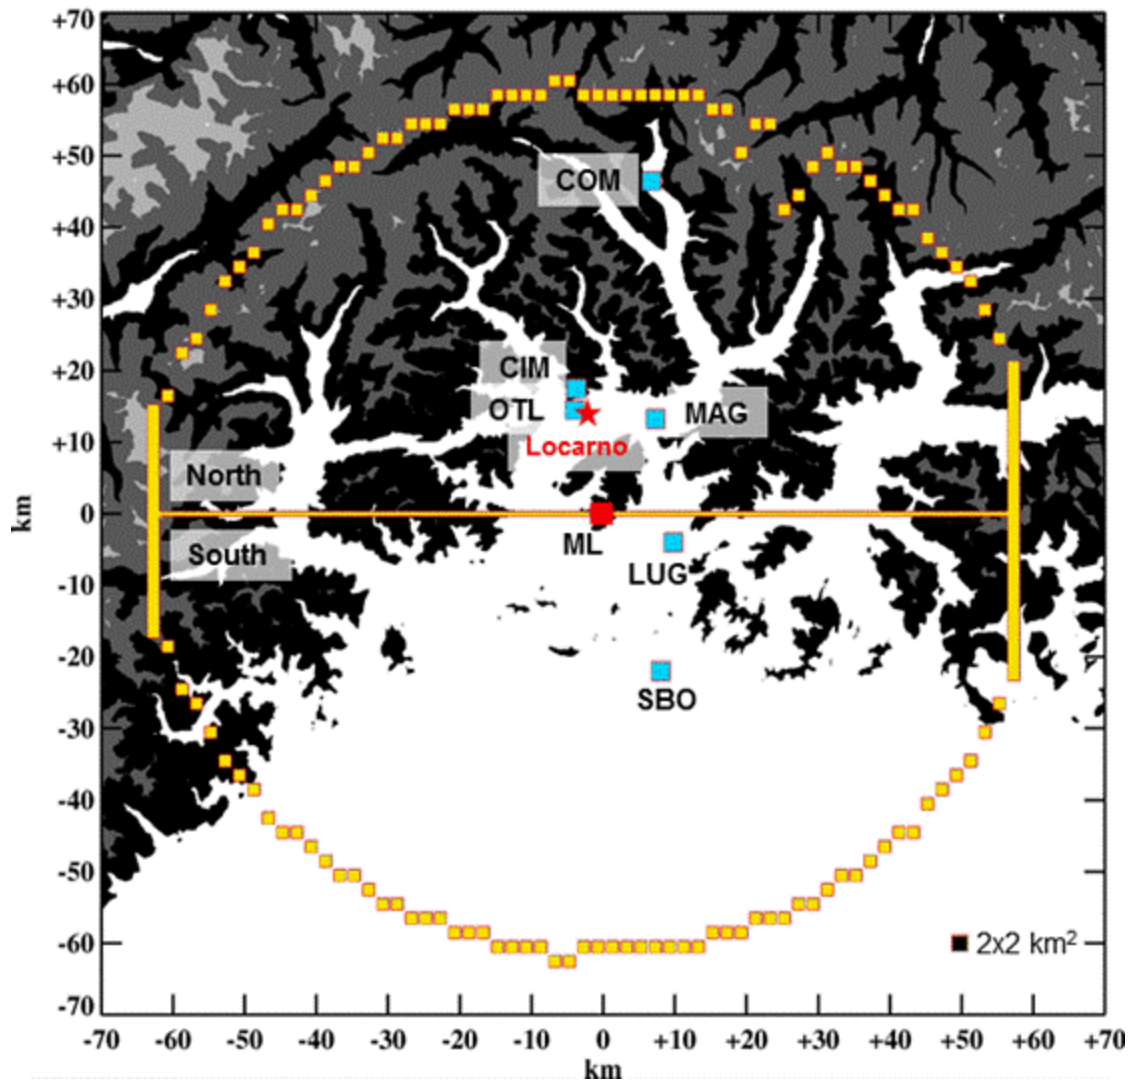 +70
+60
+50
+40
+30
+20
+10
0
-10
-20
-30
-40
-50
-60
-70
km
COM
CIM
OTL
MAG
Locarno
North
South
ML
LUG
SBO
2x2 km²
-70 -60 -50 -40 -30 -20 -10 0 +10 +20 +30 +40 +50 +60 +70
km